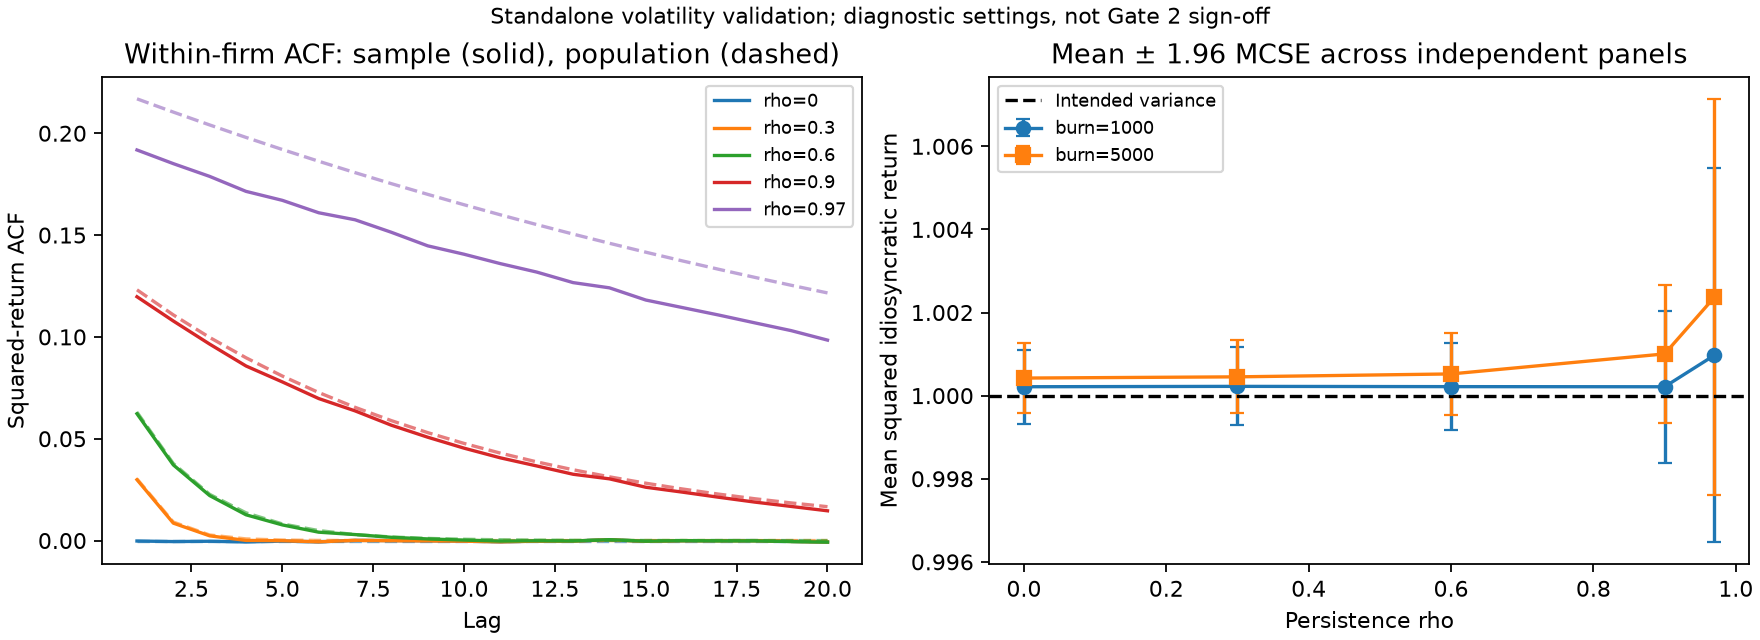 Standalone volatility validation; diagnostic settings, not Gate 2 sign-off
Within-firm ACF: sample (solid), population (dashed)
Squared-return ACF
0.20
0.15
0.10
0.05
0.00
rho=0
rho=0.3
rho=0.6
rho=0.9
rho=0.97
2.5 5.0 7.5 10.0 12.5 15.0 17.5 20.0
Lag
Mean ± 1.96 MCSE across independent panels
Mean squared idiosyncratic return
1.006
1.004
1.002
1.000
0.998
0.996
Intended variance
burn=1000
burn=5000
0.0 0.2 0.4 0.6 0.8 1.0
Persistence rho